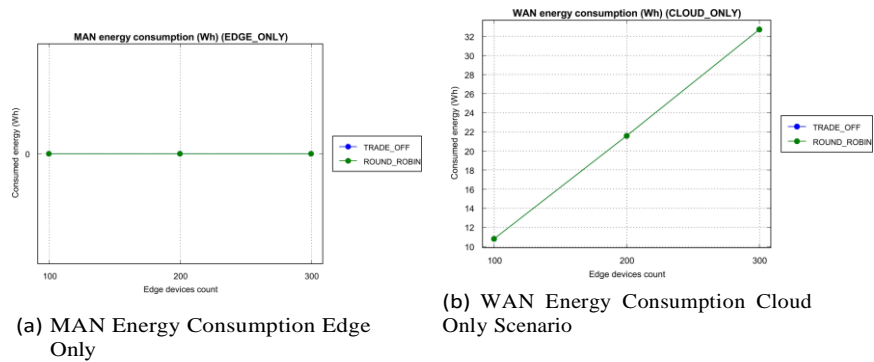 MAN energy consumption (Wh) (EDGE_ONLY)
Consumed energy (Wh)
0
100
200
300
Edge devices count
TRADE_OFF
ROUND_ROBIN
(a) MAN Energy Consumption Edge
Only
WAN energy consumption (Wh) (CLOUD_ONLY)
Consumed energy (Wh)
32
30
28
26
24
22
20
18
16
14
12
10
100
200
300
Edge devices count
TRADE_OFF
ROUND_ROBIN
(b) WAN Energy Consumption Cloud
Only Scenario